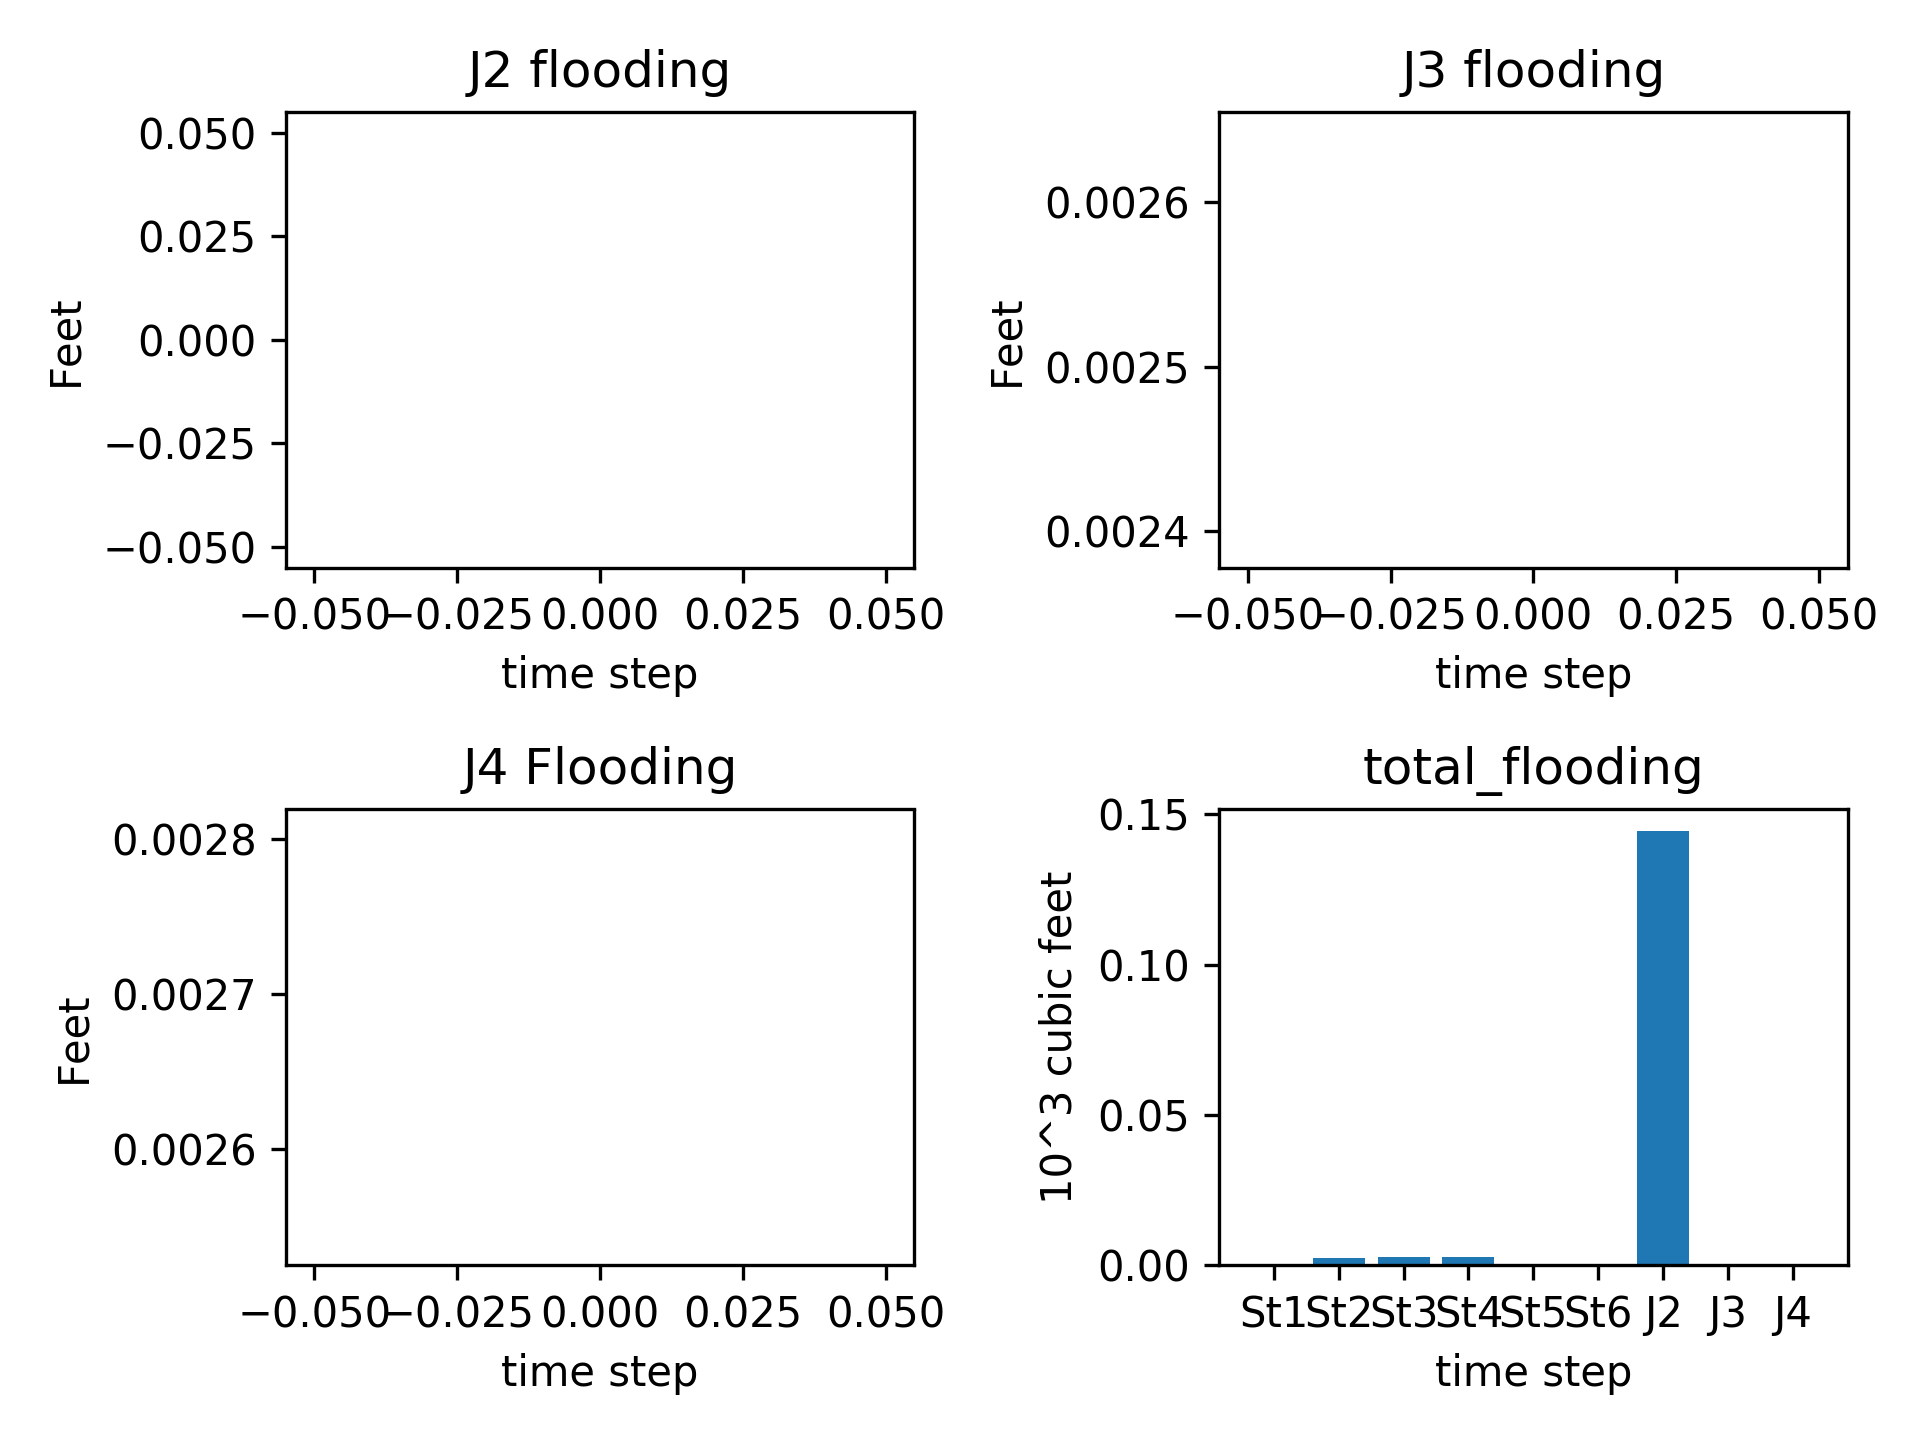 J2 flooding
Feet
0.050
0.025
0.000
−0.025
−0.050
−0.050 −0.025 0.000 0.025 0.050
time step
J3 flooding
Feet
0.0026
0.0025
0.0024
−0.050 −0.025 0.000 0.025 0.050
time step
J4 Flooding
Feet
0.0028
0.0027
0.0026
−0.050 −0.025 0.000 0.025 0.050
time step
total_flooding
10^3 cubic feet
0.15
0.10
0.05
0.00
St1 St2 St3 St4 St5 St6 J2 J3 J4
time step